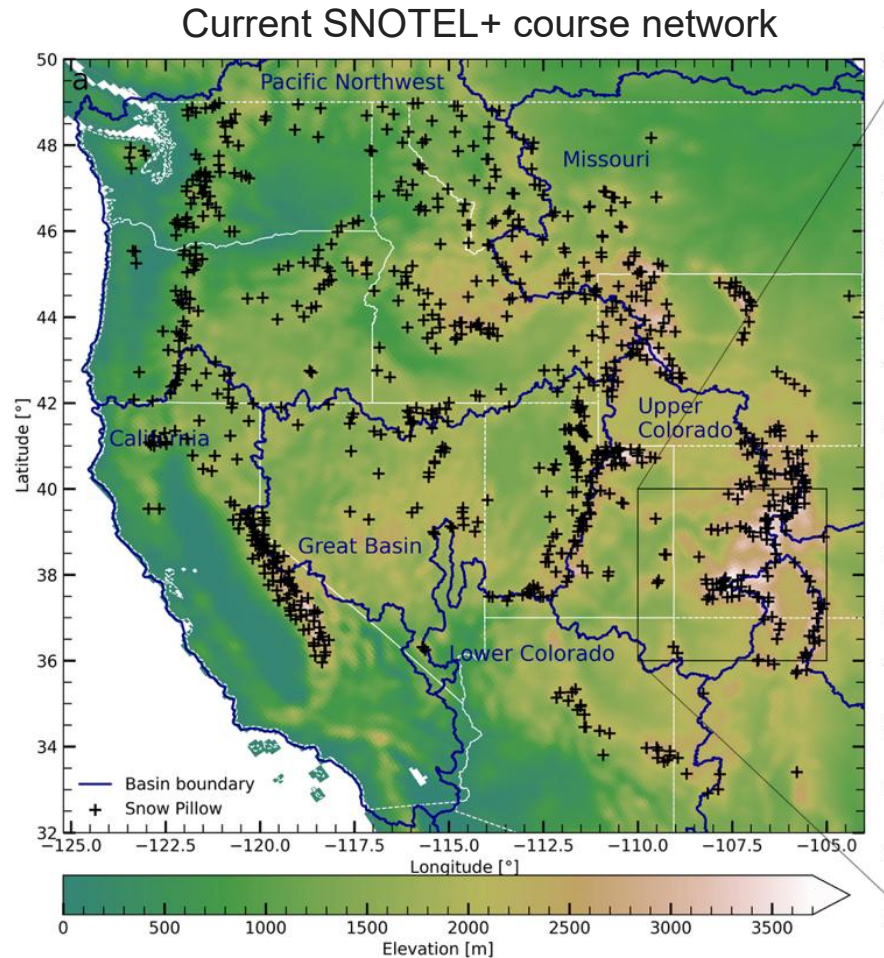 Current SNOTEL+ course network
a
50
48
46
44
42
40
38
36
34
32
Latitude [°]
Pacific Northwest
Missouri
Upper
Colorado
California
Great Basin
Lower Colorado
Basin boundary
Snow Pillow
−125.0 −122.5 −120.0 −117.5 −115.0 −112.5 −110.0 −107.5 −105.0
Longitude [°]
0 500 1000 1500 2000 2500 3000 3500
Elevation [m]